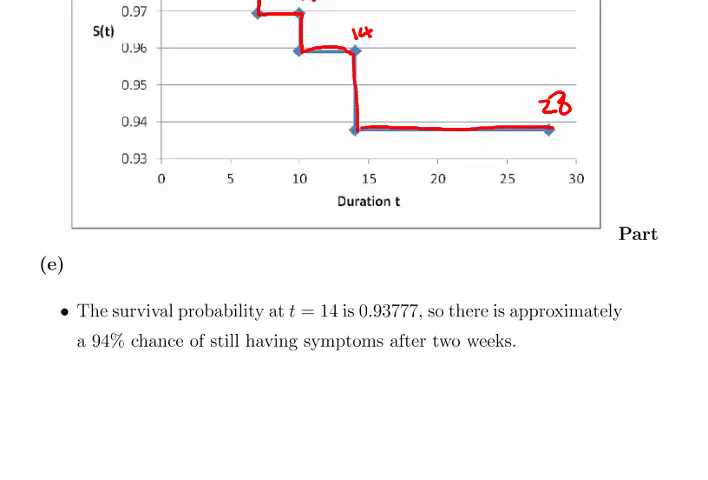 0.97
S(t)
0.96
14
0.95
28
0.94
0.93
0 5 10 15 20 25 30
Duration t
Part
(e)
• The survival probability at t = 14 is 0.93777, so there is approximately
a 94% chance of still having symptoms after two weeks.